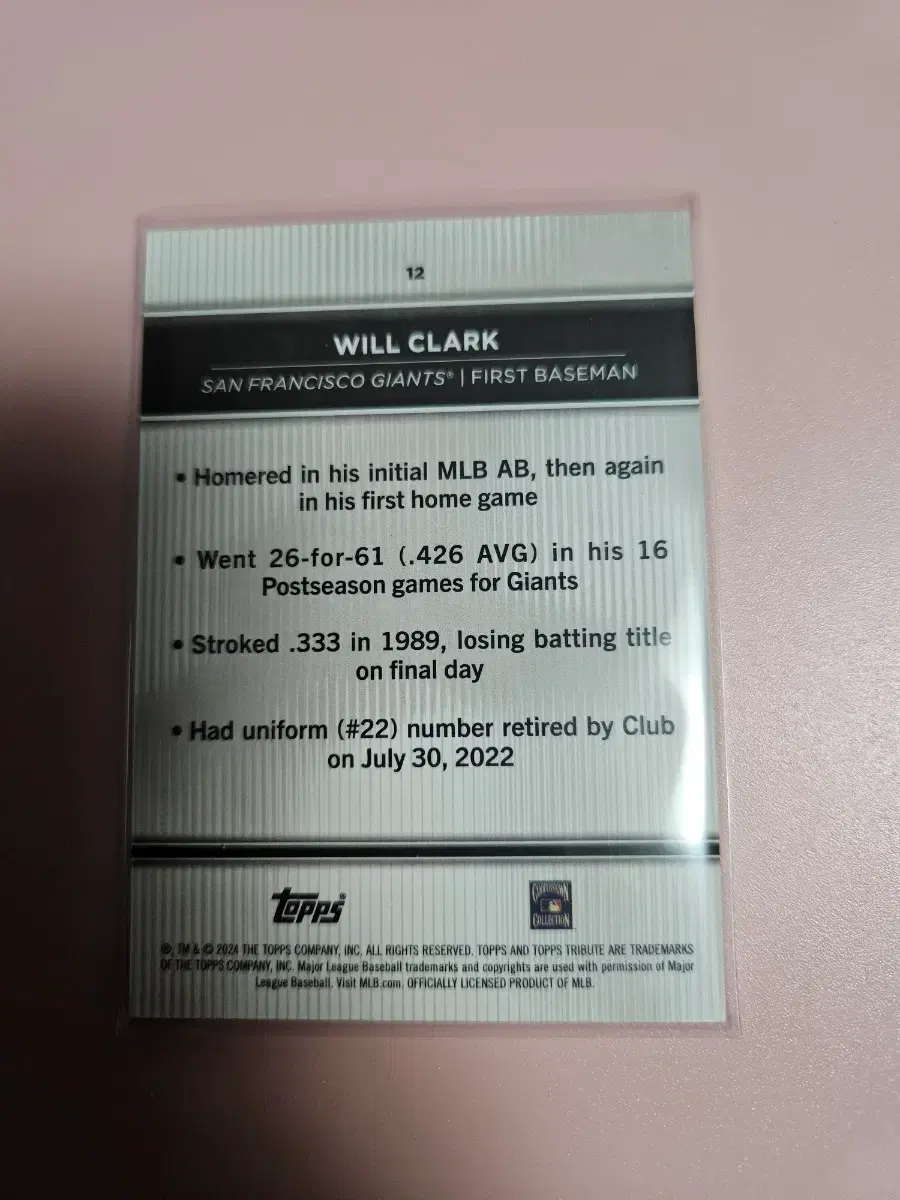 12
WILL CLARK
SAN FRANCISCO GIANTS® | FIRST BASEMAN
• Homered in his initial MLB AB, then again
in his first home game
• Went 26-for-61 (.426 AVG) in his 16
Postseason games for Giants
• Stroked .333 in 1989, losing batting title
on final day
• Had uniform (#22) number retired by Club
on July 30, 2022
topps®
COOPERSTOWN
COLLECTION
®, TM & © 2024 THE TOPPS COMPANY, INC. ALL RIGHTS RESERVED. TOPPS AND TOPPS TRIBUTE ARE TRADEMARKS
OF THE TOPPS COMPANY, INC. Major League Baseball trademarks and copyrights are used with permission of Major
League Baseball. Visit MLB.com. OFFICIALLY LICENSED PRODUCT OF MLB.